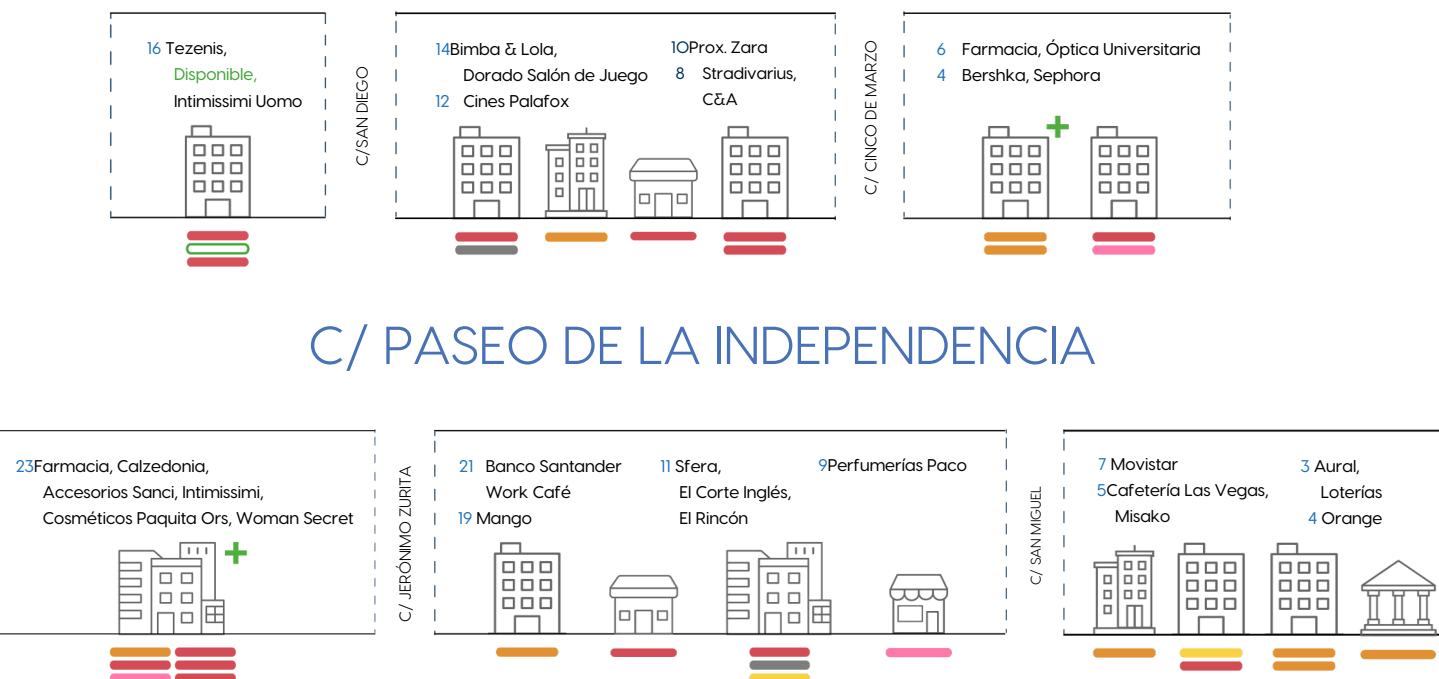 16 Tezenis,
Disponible,
Intimissimi Uomo
C/SAN DIEGO
14Bimba & Lola,
Dorado Salón de Juego
12 Cines Palafox
10Prox. Zara
8 Stradivarius,
C&A
C/ CINCO DE MARZO
6 Farmacia, Óptica Universitaria
4 Bershka, Sephora
C/ PASEO DE LA INDEPENDENCIA
23Farmacia, Calzedonia,
Accesorios Sanci, Intimissimi,
Cosméticos Paquita Ors, Woman Secret
C/ JERÓNIMO ZURITA
21 Banco Santander
Work Café
19 Mango
11 Sfera,
El Corte Inglés,
El Rincón
9Perfumerías Paco
C/ SAN MIGUEL
7 Movistar
5Cafetería Las Vegas,
Misako
3 Aural,
Loterías
4 Orange